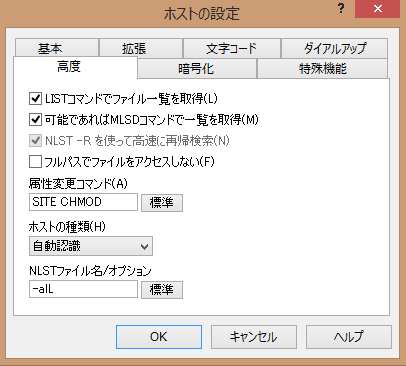 ホストの設定
? ×
基本 拡張 文字コード ダイアルアップ
高度 暗号化 特殊機能
LISTコマンドでファイル一覧を取得(L)
可能であればMLSDコマンドで一覧を取得(M)
NLST -R を使って高速に再帰検索(N)
フルパスでファイルをアクセスしない(F)
属性変更コマンド(A)
SITE CHMOD 標準
ホストの種類(H)
自動認識
NLSTファイル名/オプション
-alL 標準
OK キャンセル ヘルプ